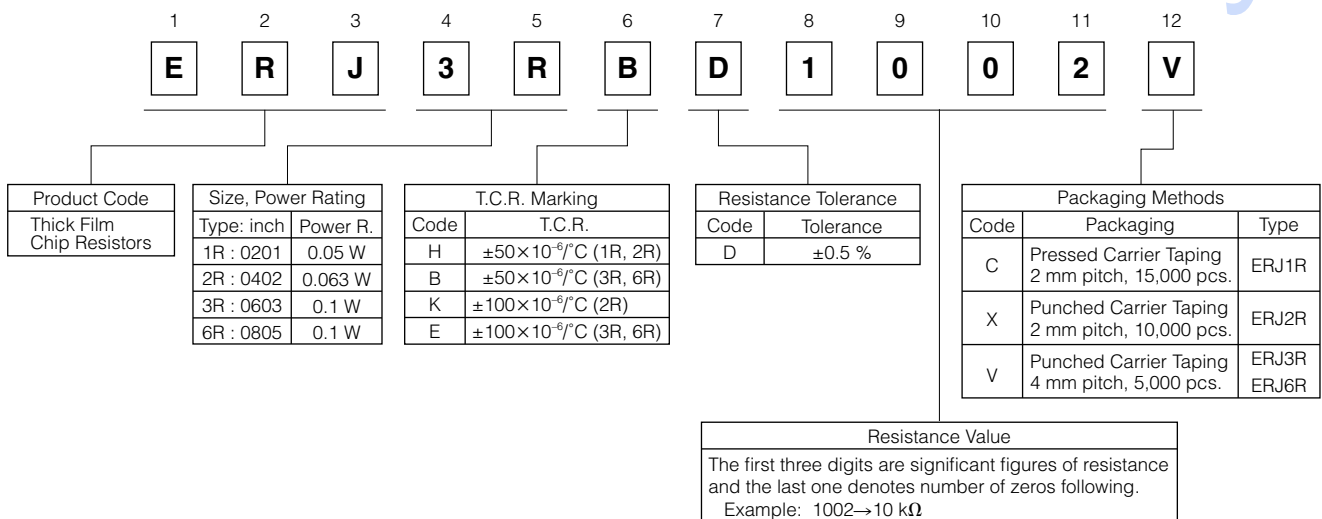 1 2 3 4 5 6 7 8 9 10 11 12
E R J 3 R B D 1 0 0 2 V
Product Code
Thick Film
Chip Resistors
Size, Power Rating
Type: inch Power R.
1R : 0201 0.05 W
2R : 0402 0.063 W
3R : 0603 0.1 W
6R : 0805 0.1 W
T.C.R. Marking
Code T.C.R.
H ±50×10⁻⁶/°C (1R, 2R)
B ±50×10⁻⁶/°C (3R, 6R)
K ±100×10⁻⁶/°C (2R)
E ±100×10⁻⁶/°C (3R, 6R)
Resistance Tolerance
Code Tolerance
D ±0.5 %
Packaging Methods
Code Packaging Type
C Pressed Carrier Taping
2 mm pitch, 15,000 pcs. ERJ1R
X Punched Carrier Taping
2 mm pitch, 10,000 pcs. ERJ2R
V Punched Carrier Taping ERJ3R
4 mm pitch, 5,000 pcs. ERJ6R
Resistance Value
The first three digits are significant figures of resistance
and the last one denotes number of zeros following.
Example: 1002→10 kΩ